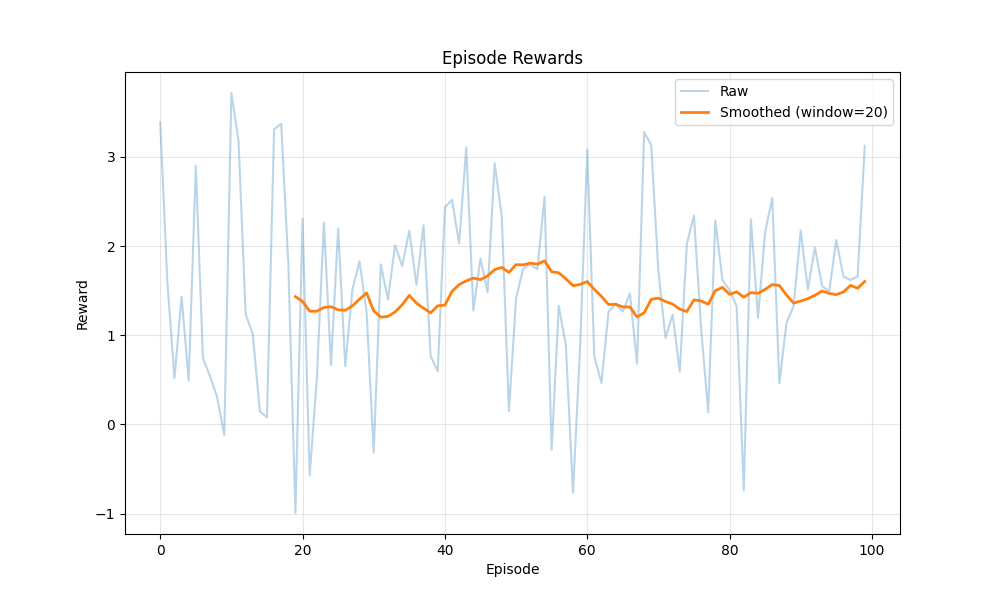 Episode Rewards
Raw
Smoothed (window=20)
Reward
3
2
1
0
−1
0 20 40 60 80 100
Episode